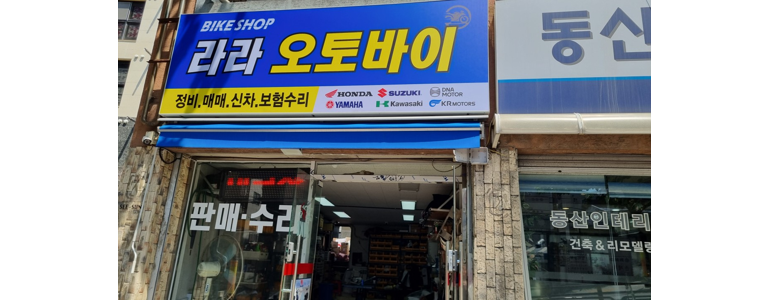 BIKE SHOP
라라 오토바이
정비.매매.신차.보험수리
HONDA SUZUKI DNA MOTOR
YAMAHA Kawasaki KR MOTORS
판매·수리
동산
동산인테리
건축&리모델링